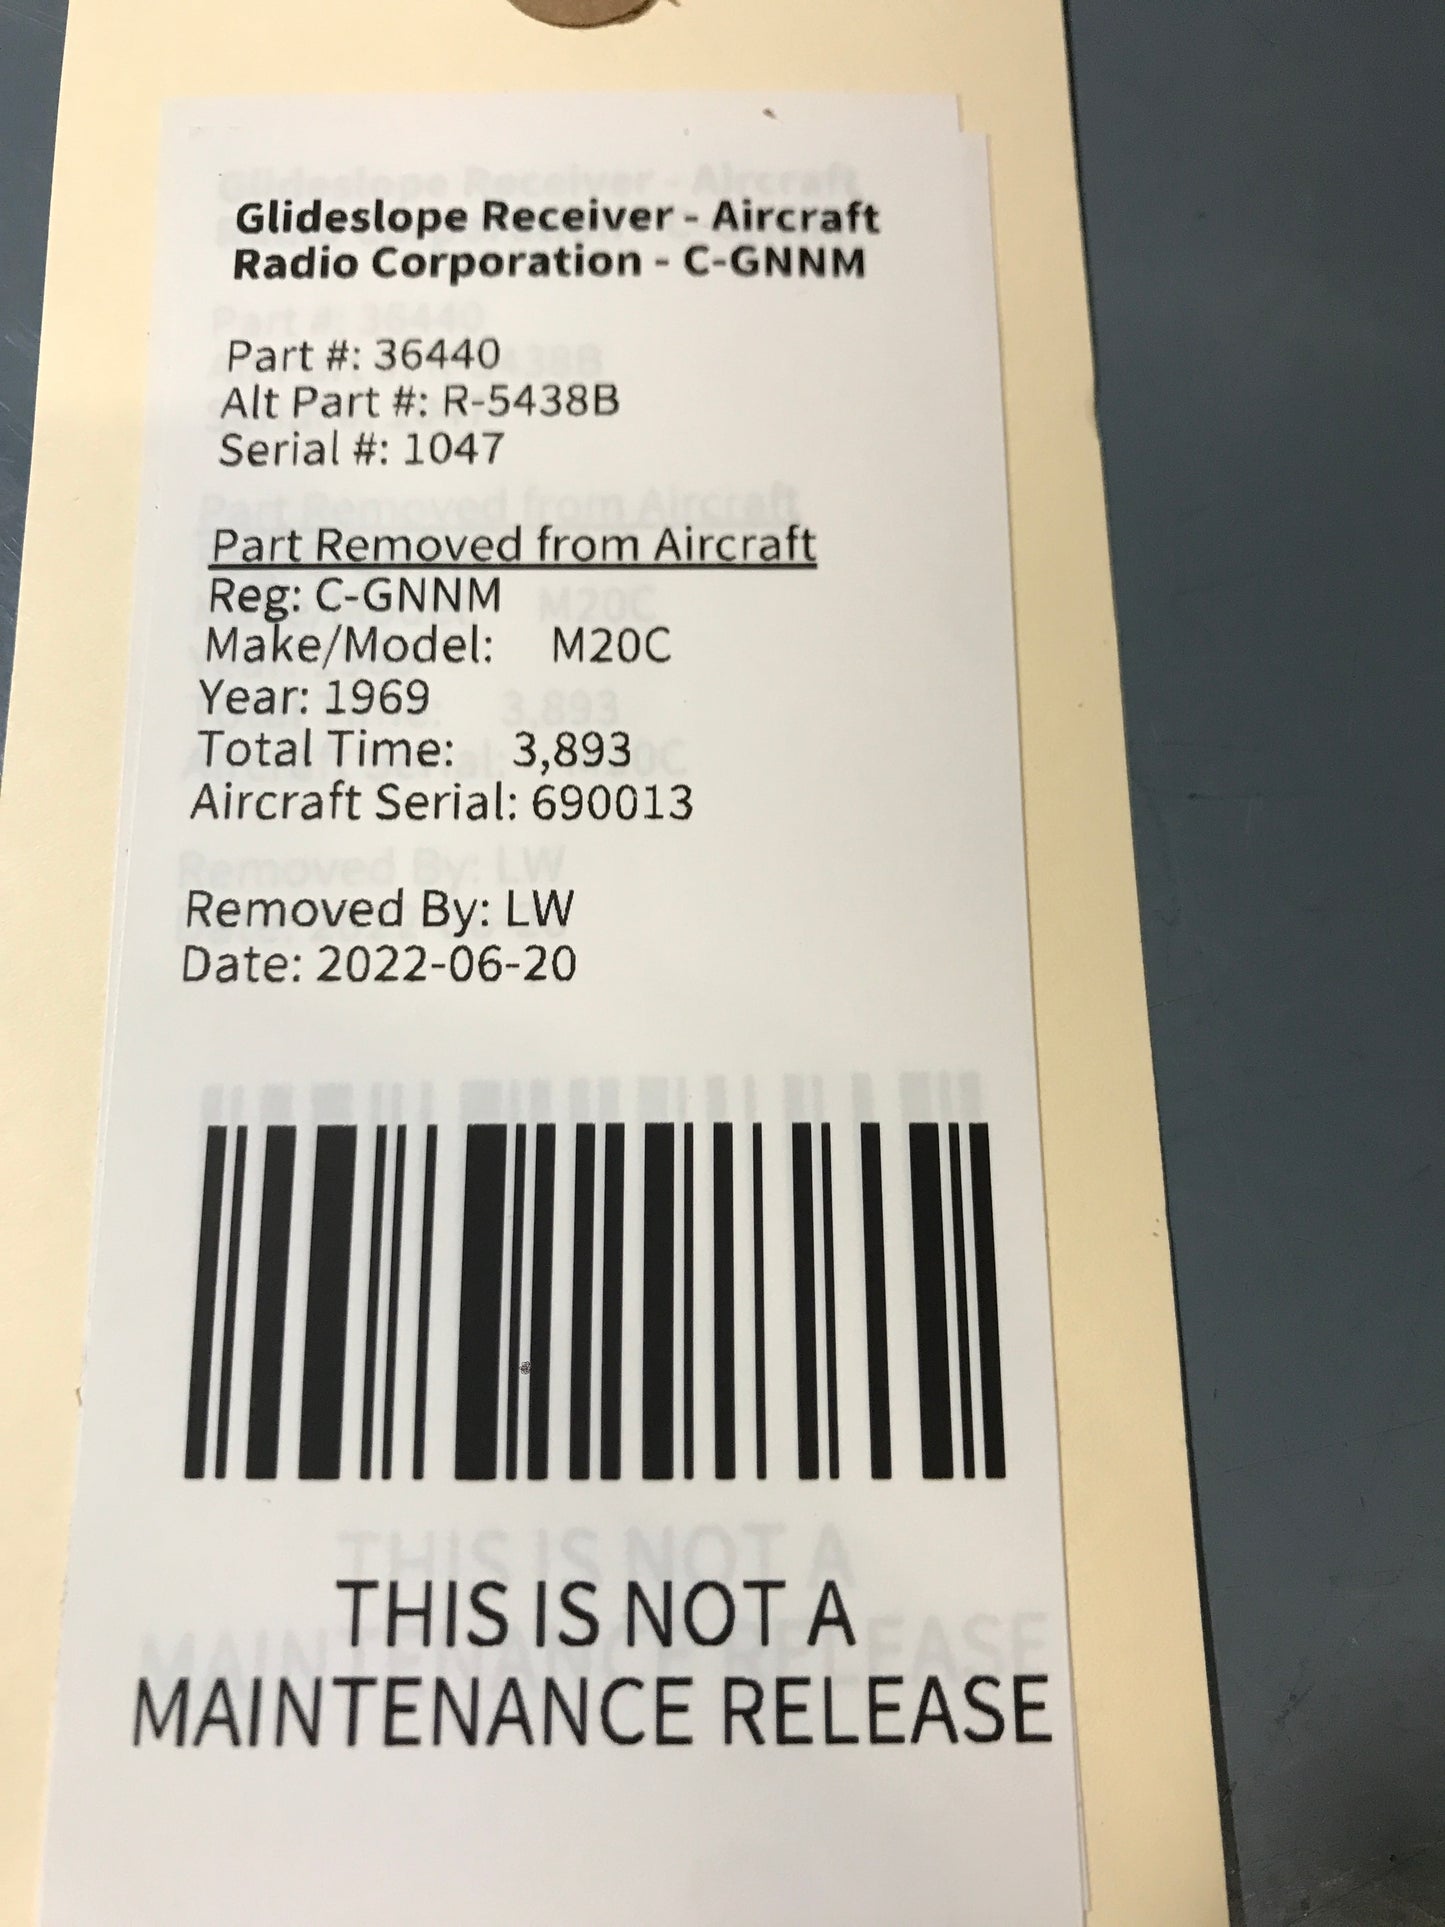 Glideslope Receiver - Aircraft
Radio Corporation - C-GNNM
Part #: 36440
Alt Part #: R-5438B
Serial #: 1047
Part Removed from Aircraft
Reg: C-GNNM
Make/Model: M20C
Year: 1969
Total Time: 3,893
Aircraft Serial: 690013
Removed By: LW
Date: 2022-06-20
THIS IS NOT A
MAINTENANCE RELEASE